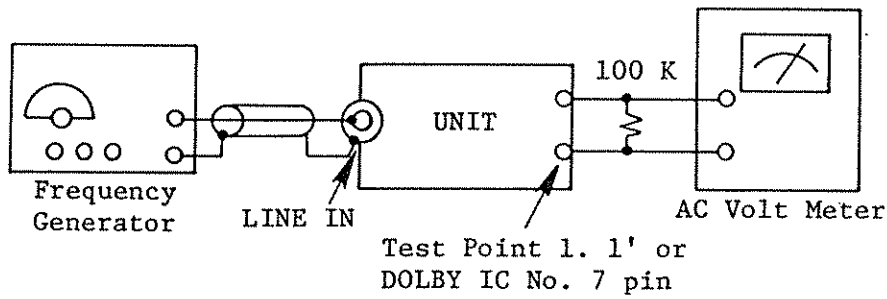 100 K
UNIT
Frequency
Generator
LINE IN
AC Volt Meter
Test Point 1. 1' or
DOLBY IC No. 7 pin